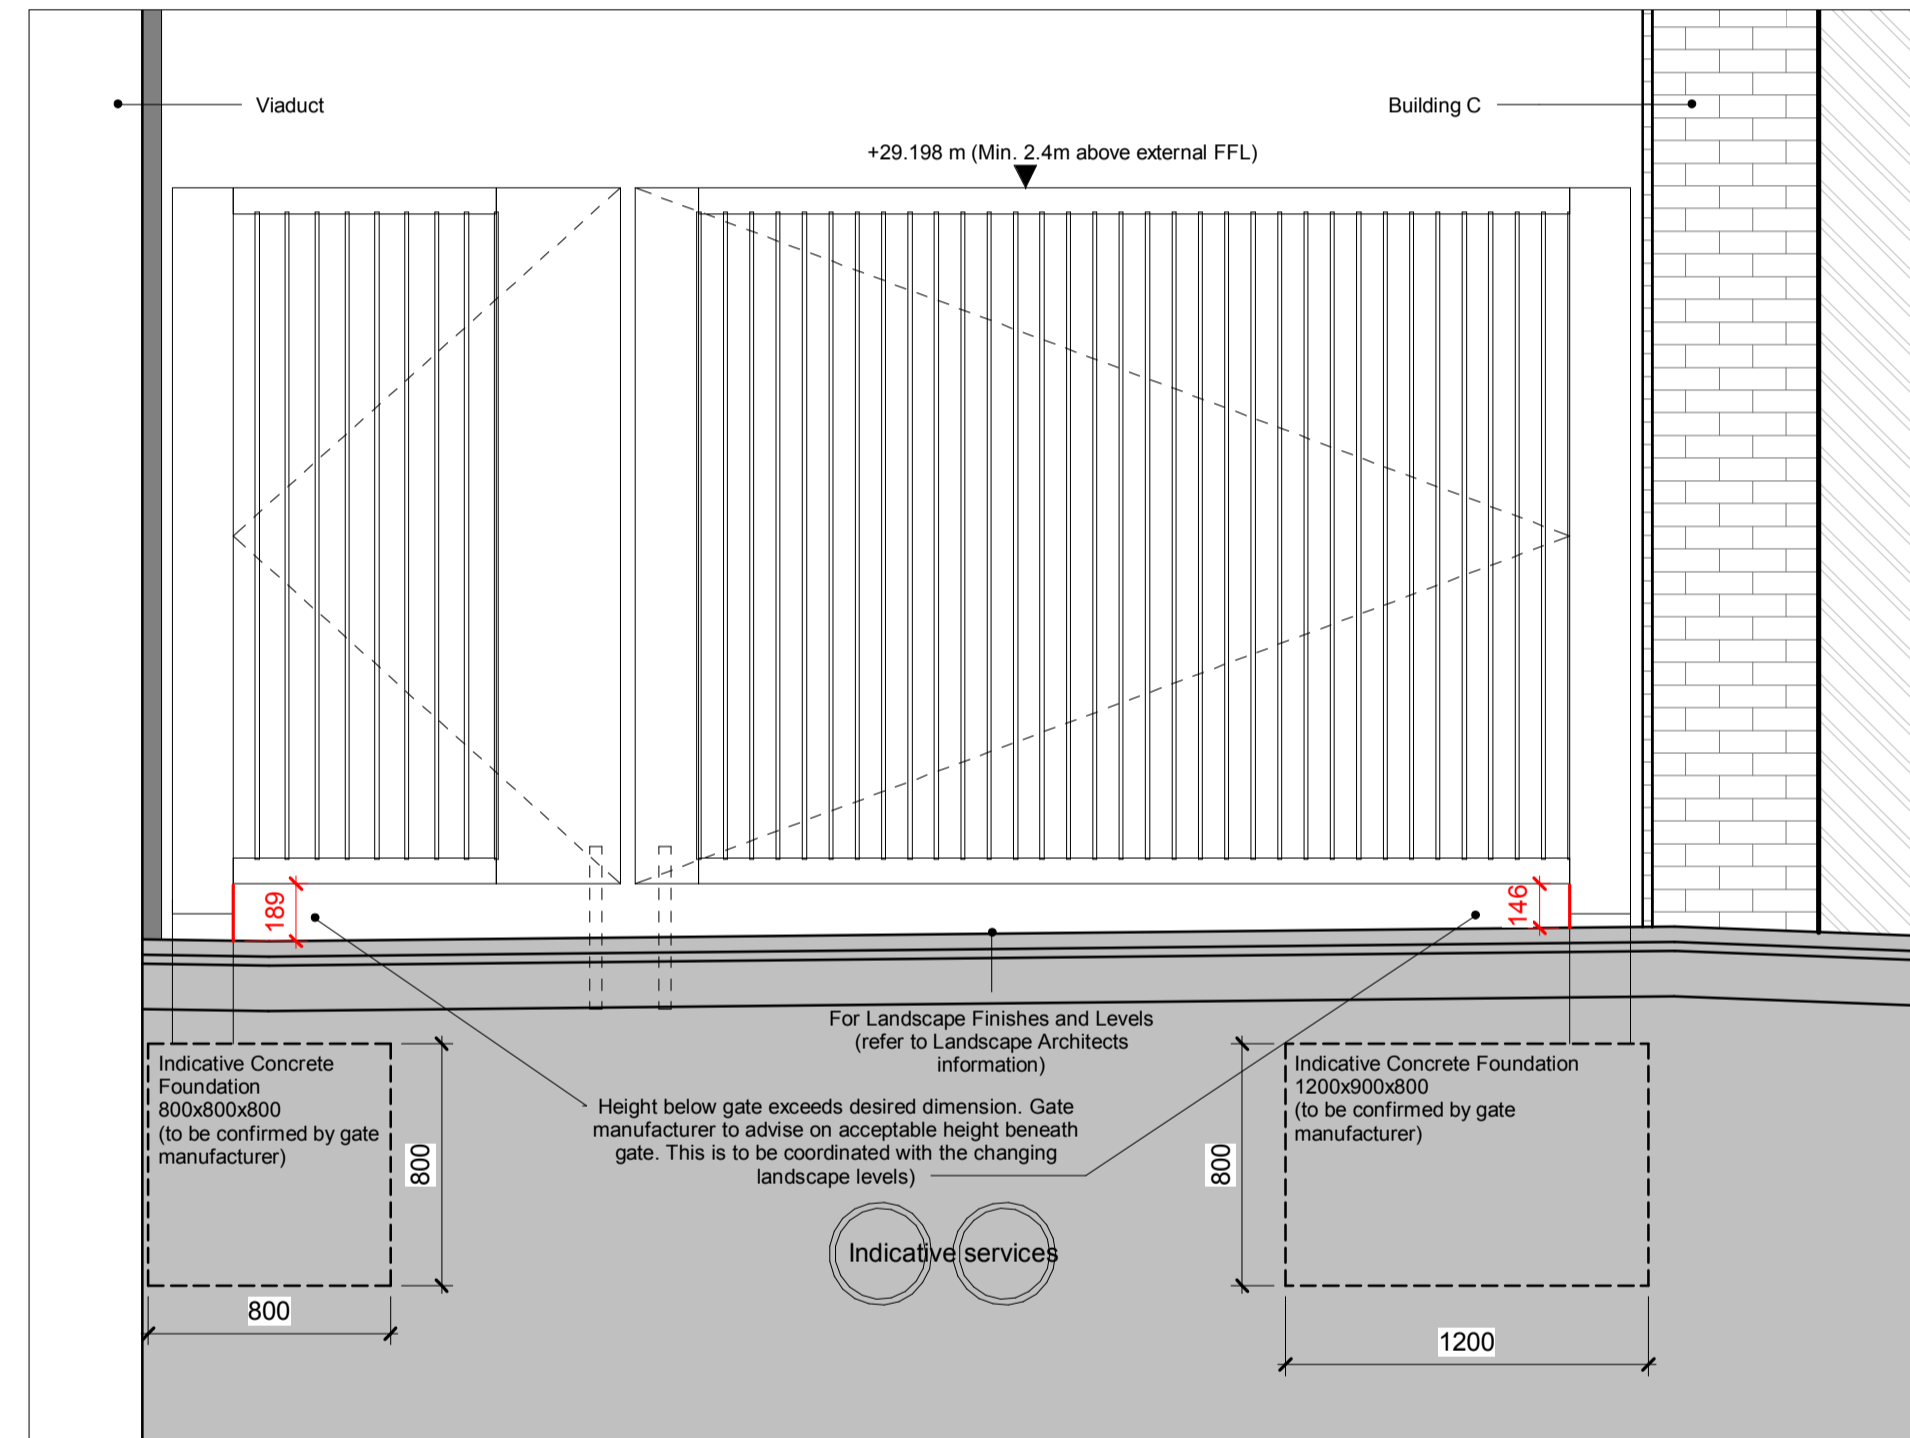 Viaduct
Building C
+29.198 m (Min. 2.4m above external FFL)
189
146
For Landscape Finishes and Levels
(refer to Landscape Architects
information)
Indicative Concrete
Foundation
800x800x800
(to be confirmed by gate
manufacturer)
800
800
Height below gate exceeds desired dimension. Gate
manufacturer to advise on acceptable height beneath
gate. This is to be coordinated with the changing
landscape levels)
Indicative services
800
Indicative Concrete Foundation
1200x900x800
(to be confirmed by gate
manufacturer)
1200